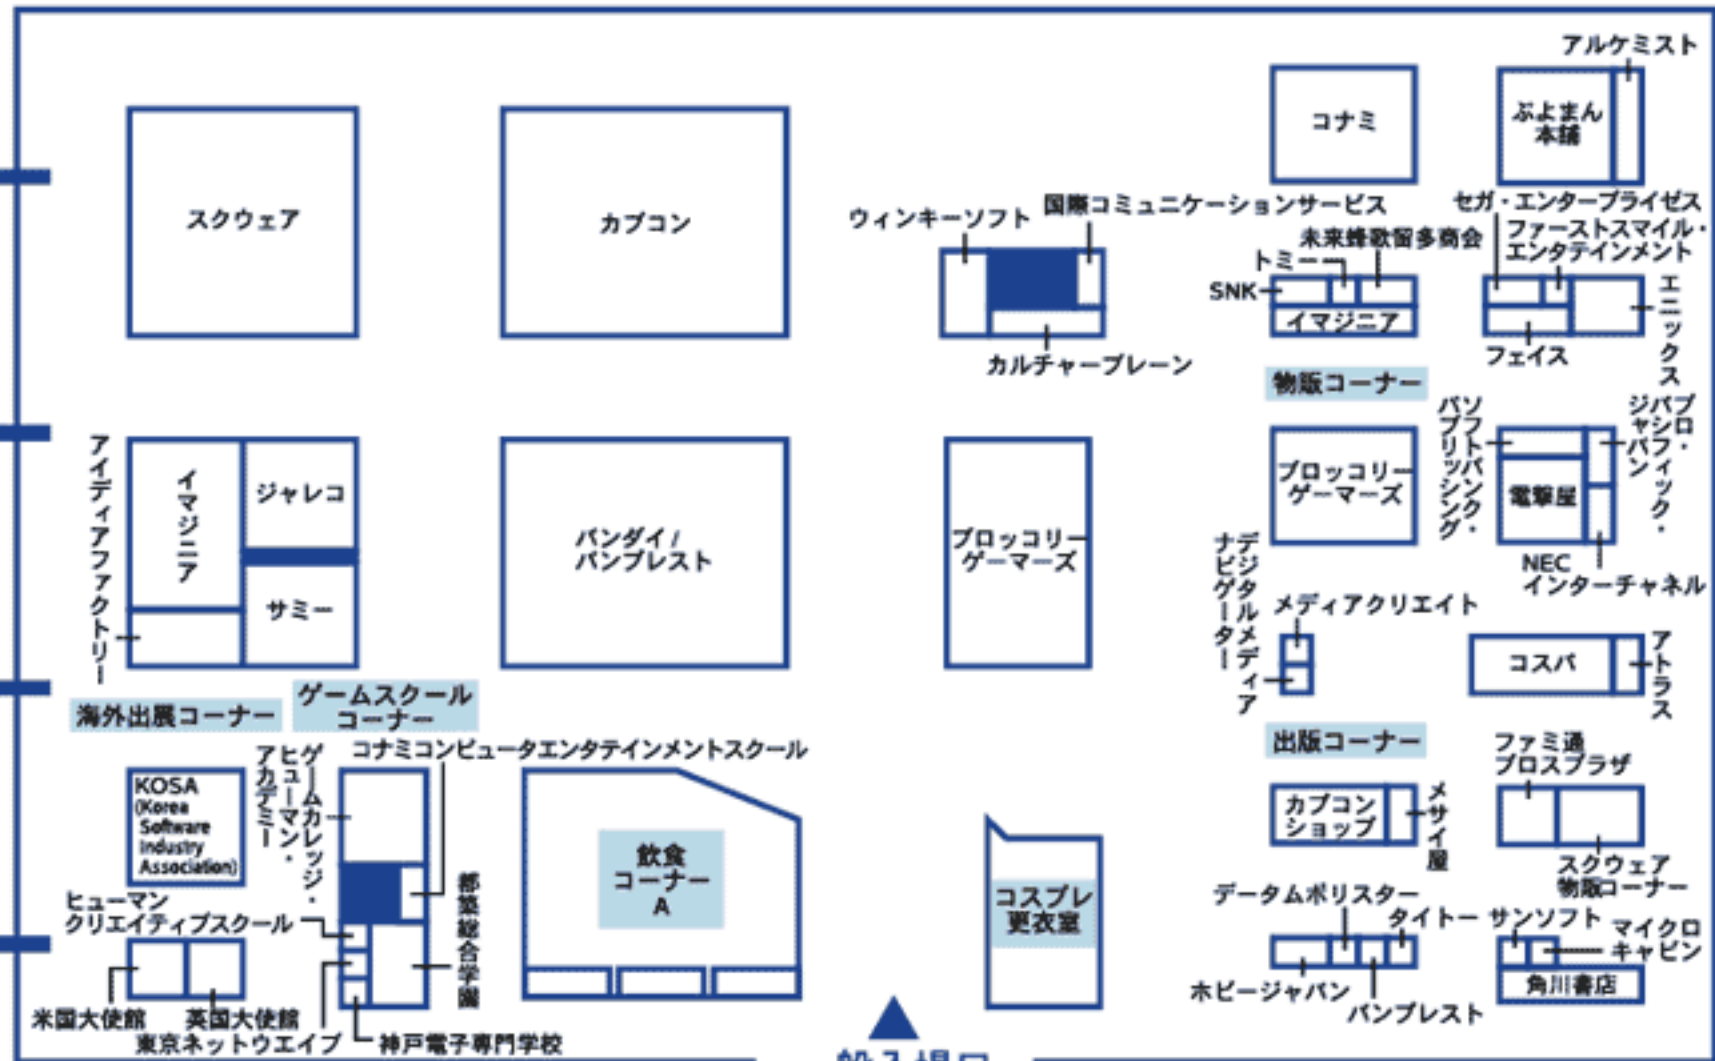 アルケミスト
コナミ
ぷよまん
本舗
スクウェア
カプコン
ウィンキーソフト
国際コミュニケーションサービス
セガ・エンタープライゼス
ファーストスマイル・
エンタテインメント
未来蜂歌留多商会
トミー
SNK
イマジニア
エニックス
フェイス
カルチャーブレーン
物販コーナー
アイディアファクトリー
イマジニア
ジャレコ
サミー
バンダイ/
バンプレスト
ブロッコリー
ゲーマーズ
ブロッコリー
ゲーマーズ
ソフトバンク・
パブリッシング
電撃屋
プロ・
パシフィック・
ジャパン
NEC
インターチャネル
デジタルメディア
ナビゲーター
メディアクリエイト
コスパ
アトラス
海外出展コーナー
ゲームスクール
コーナー
出版コーナー
コナミコンピュータエンタテインメントスクール
ファミ通
ブロスプラザ
KOSA
(Korea
Software
Industry
Association)
ゲームカレッジ・
ヒューマン・
アカデミー
飲食
コーナー
A
カプコン
ショップ
メサイ屋
スクウェア
物販コーナー
ヒューマン
クリエイティブスクール
都築総合学園
コスプレ
更衣室
データムポリスター
タイトー
サンソフト
マイクロ
キャビン
角川書店
ホビージャパン
バンプレスト
米国大使館
英国大使館
東京ネットウエイブ
神戸電子専門学校